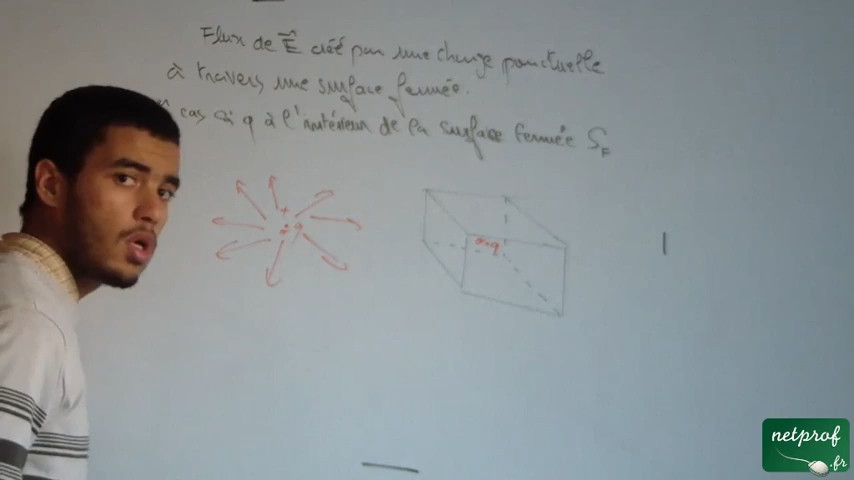 Flux de E⃗ créé par une charge ponctuelle
à travers une surface fermée.
cas où q à l'intérieur de la surface fermée S_F
+
q
q
netprof
.fr